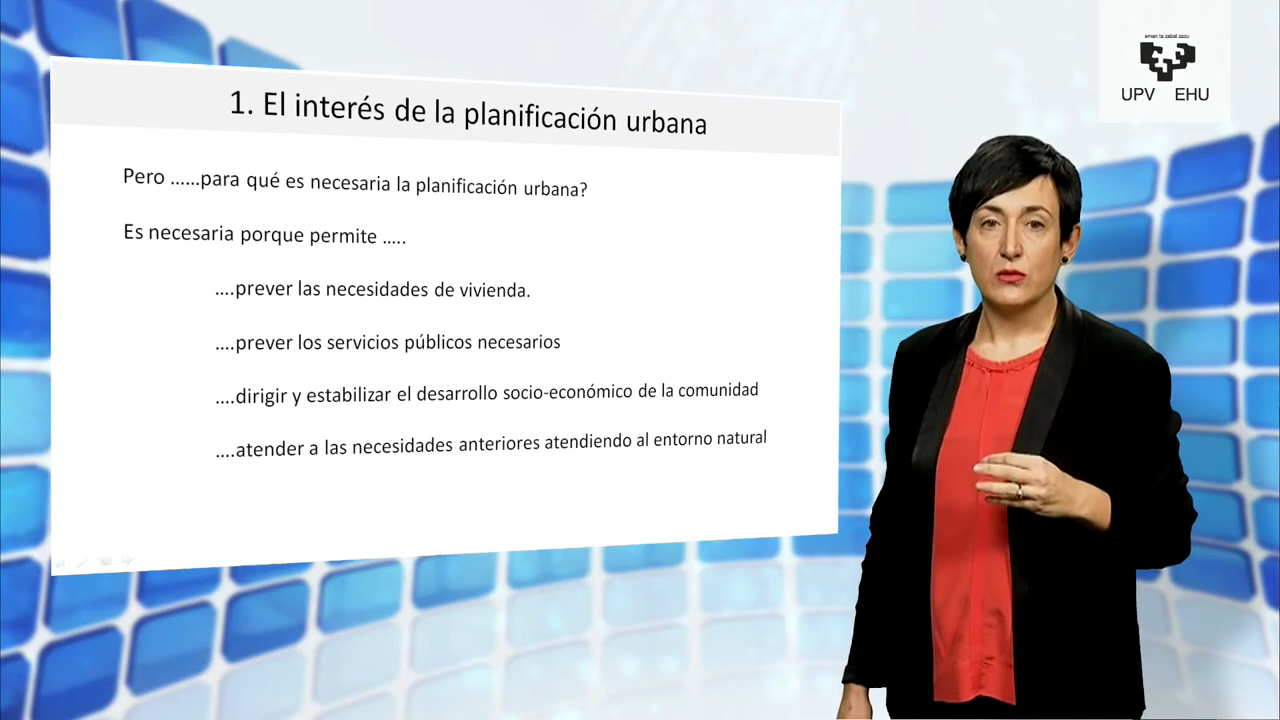 eman ta zabal zazu
UPV EHU
1. El interés de la planificación urbana
Pero ......para qué es necesaria la planificación urbana?
Es necesaria porque permite .....
....prever las necesidades de vivienda.
....prever los servicios públicos necesarios
....dirigir y estabilizar el desarrollo socio-económico de la comunidad
....atender a las necesidades anteriores atendiendo al entorno natural